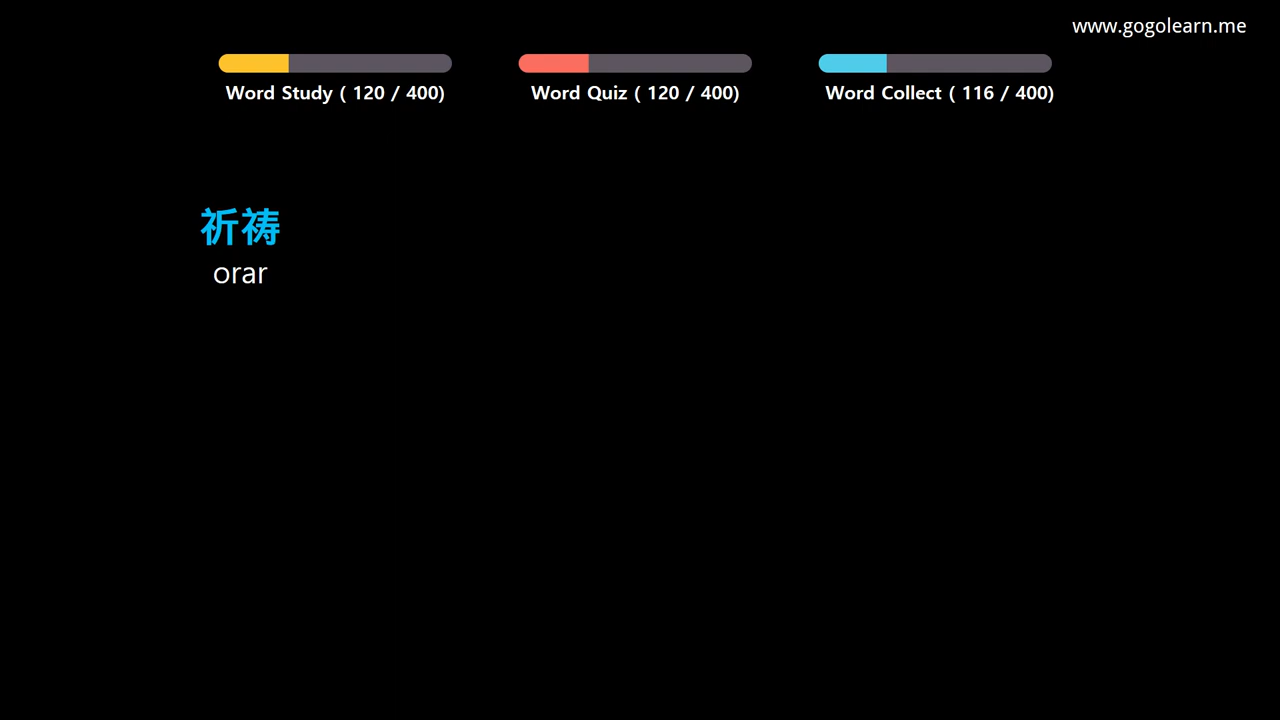 www.gogolearn.me
Word Study ( 120 / 400)
Word Quiz ( 120 / 400)
Word Collect ( 116 / 400)
祈祷
orar